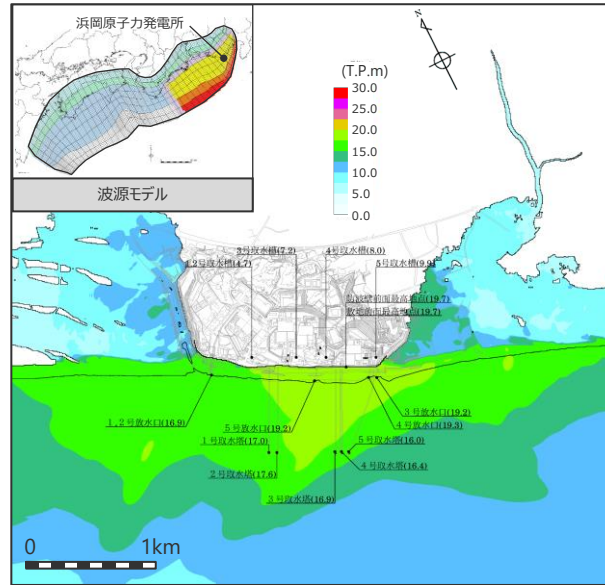 浜岡原子力発電所
波源モデル
(T.P.m)
30.0
25.0
20.0
15.0
10.0
5.0
0.0
3号取水槽(7.2)
4号取水槽(8.0)
1,2号取水槽(4.7)
5号取水槽(9.9)
防波壁前面最高地点(19.7)
敷地前面最高地点(19.7)
1,2号放水口(16.9)
5号放水口(19.2)
3号放水口(19.2)
4号放水口(19.3)
1号取水塔(17.0)
5号取水塔(16.0)
2号取水塔(17.6)
4号取水塔(16.4)
3号取水塔(16.9)
0 1km
N